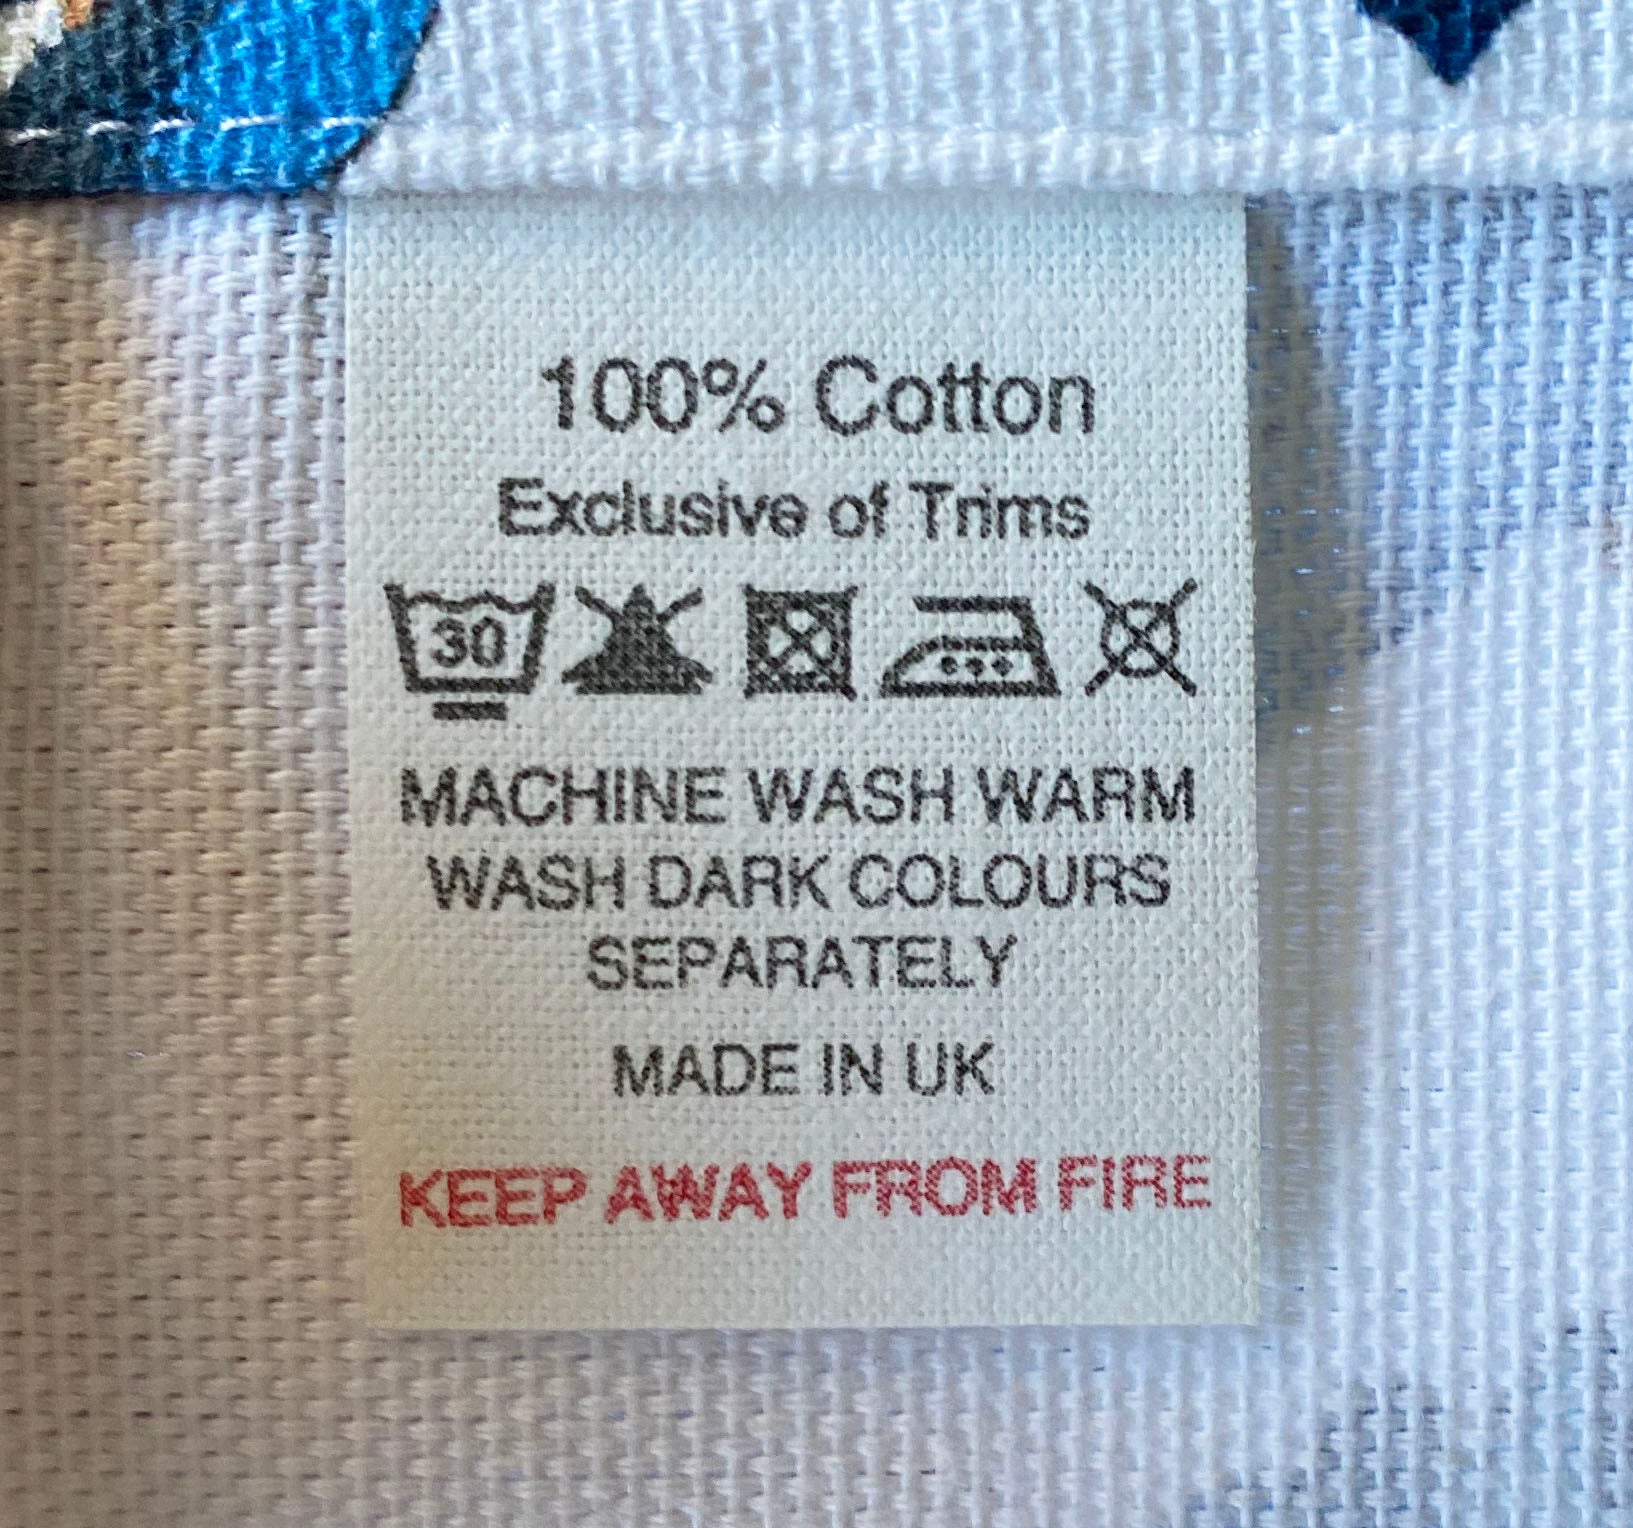 100% Cotton
Exclusive of Trims
30
MACHINE WASH WARM
WASH DARK COLOURS
SEPARATELY
MADE IN UK
KEEP AWAY FROM FIRE